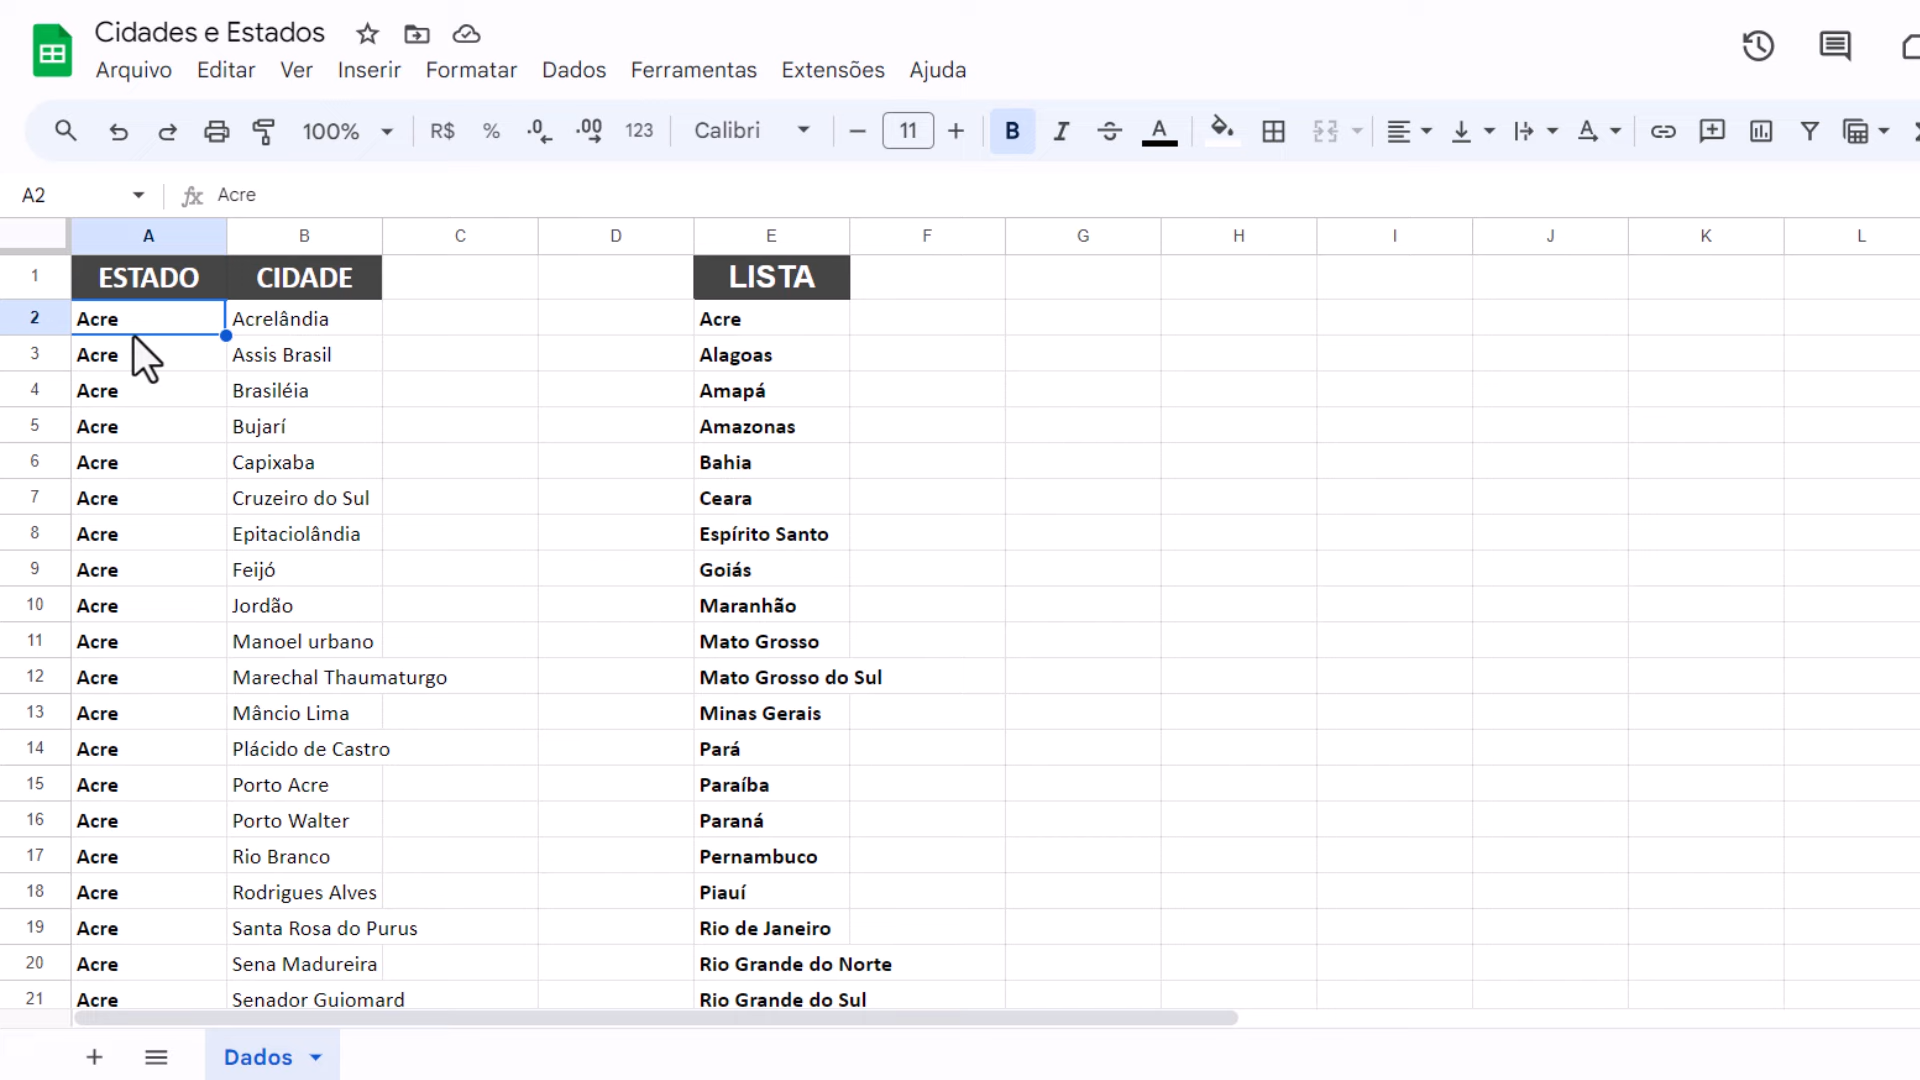 Cidades e Estados
Arquivo Editar Ver Inserir Formatar Dados Ferramentas Extensões Ajuda
100% R$ % .0 .00 123 Calibri 11 B I A
A2 fx Acre
A B C D E F G H I J K L
1 ESTADO CIDADE LISTA
2 Acre Acrelândia Acre
3 Acre Assis Brasil Alagoas
4 Acre Brasiléia Amapá
5 Acre Bujarí Amazonas
6 Acre Capixaba Bahia
7 Acre Cruzeiro do Sul Ceara
8 Acre Epitaciolândia Espírito Santo
9 Acre Feijó Goiás
10 Acre Jordão Maranhão
11 Acre Manoel urbano Mato Grosso
12 Acre Marechal Thaumaturgo Mato Grosso do Sul
13 Acre Mâncio Lima Minas Gerais
14 Acre Plácido de Castro Pará
15 Acre Porto Acre Paraíba
16 Acre Porto Walter Paraná
17 Acre Rio Branco Pernambuco
18 Acre Rodrigues Alves Piauí
19 Acre Santa Rosa do Purus Rio de Janeiro
20 Acre Sena Madureira Rio Grande do Norte
21 Acre Senador Guiomard Rio Grande do Sul
Dados